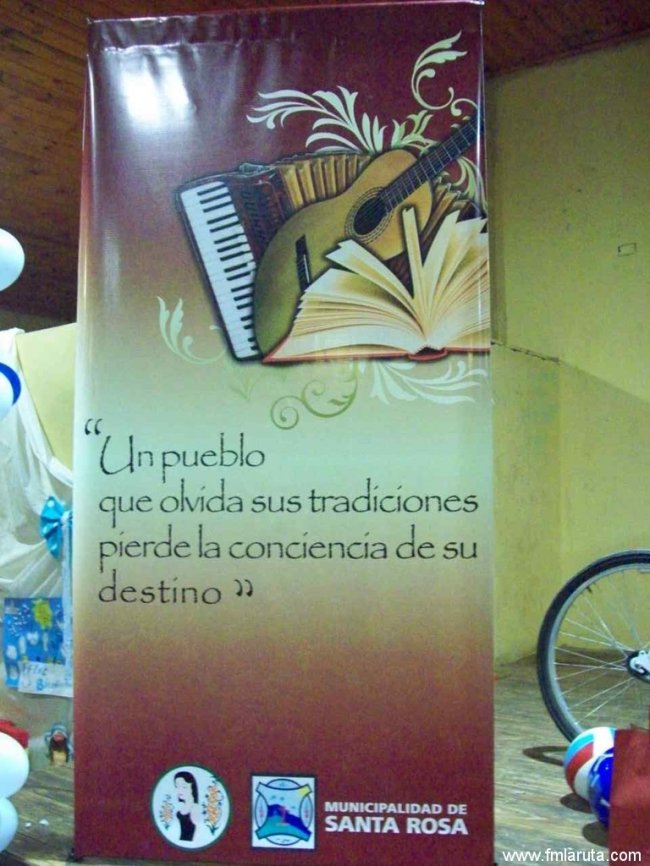 “Un pueblo
que olvida sus tradiciones
pierde la conciencia de su
destino”
MUNICIPALIDAD DE
SANTA ROSA
www.fmlaruta.com